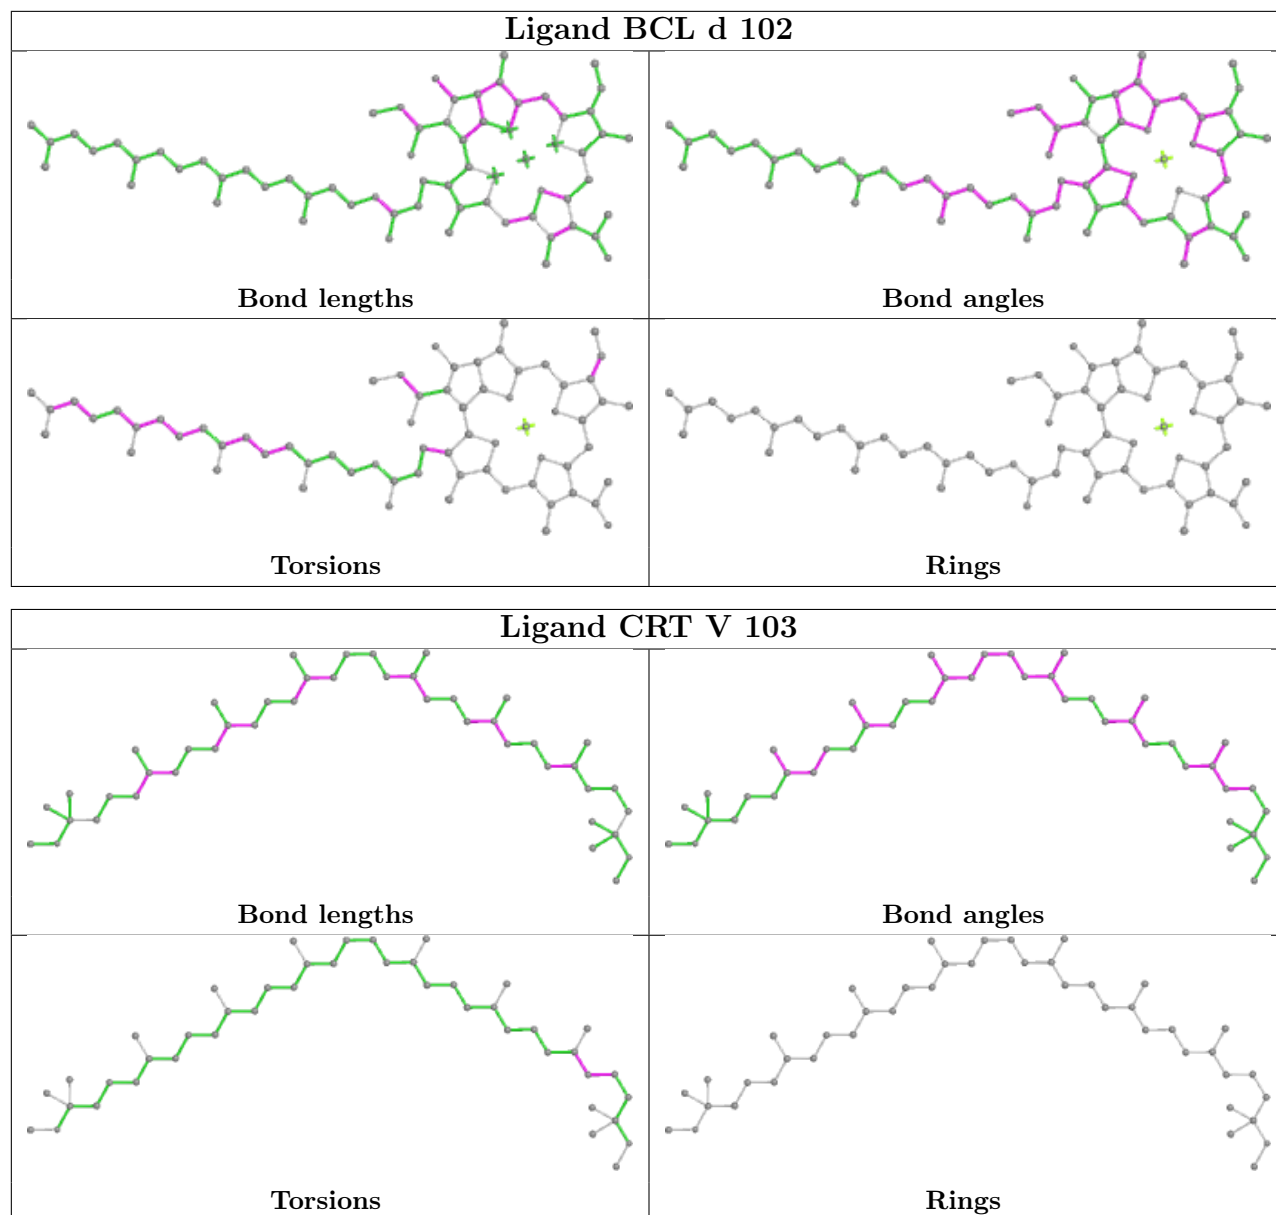 Ligand BCL d 102
Bond lengths
Bond angles
Torsions
Rings
Ligand CRT V 103
Bond lengths
Bond angles
Torsions
Rings